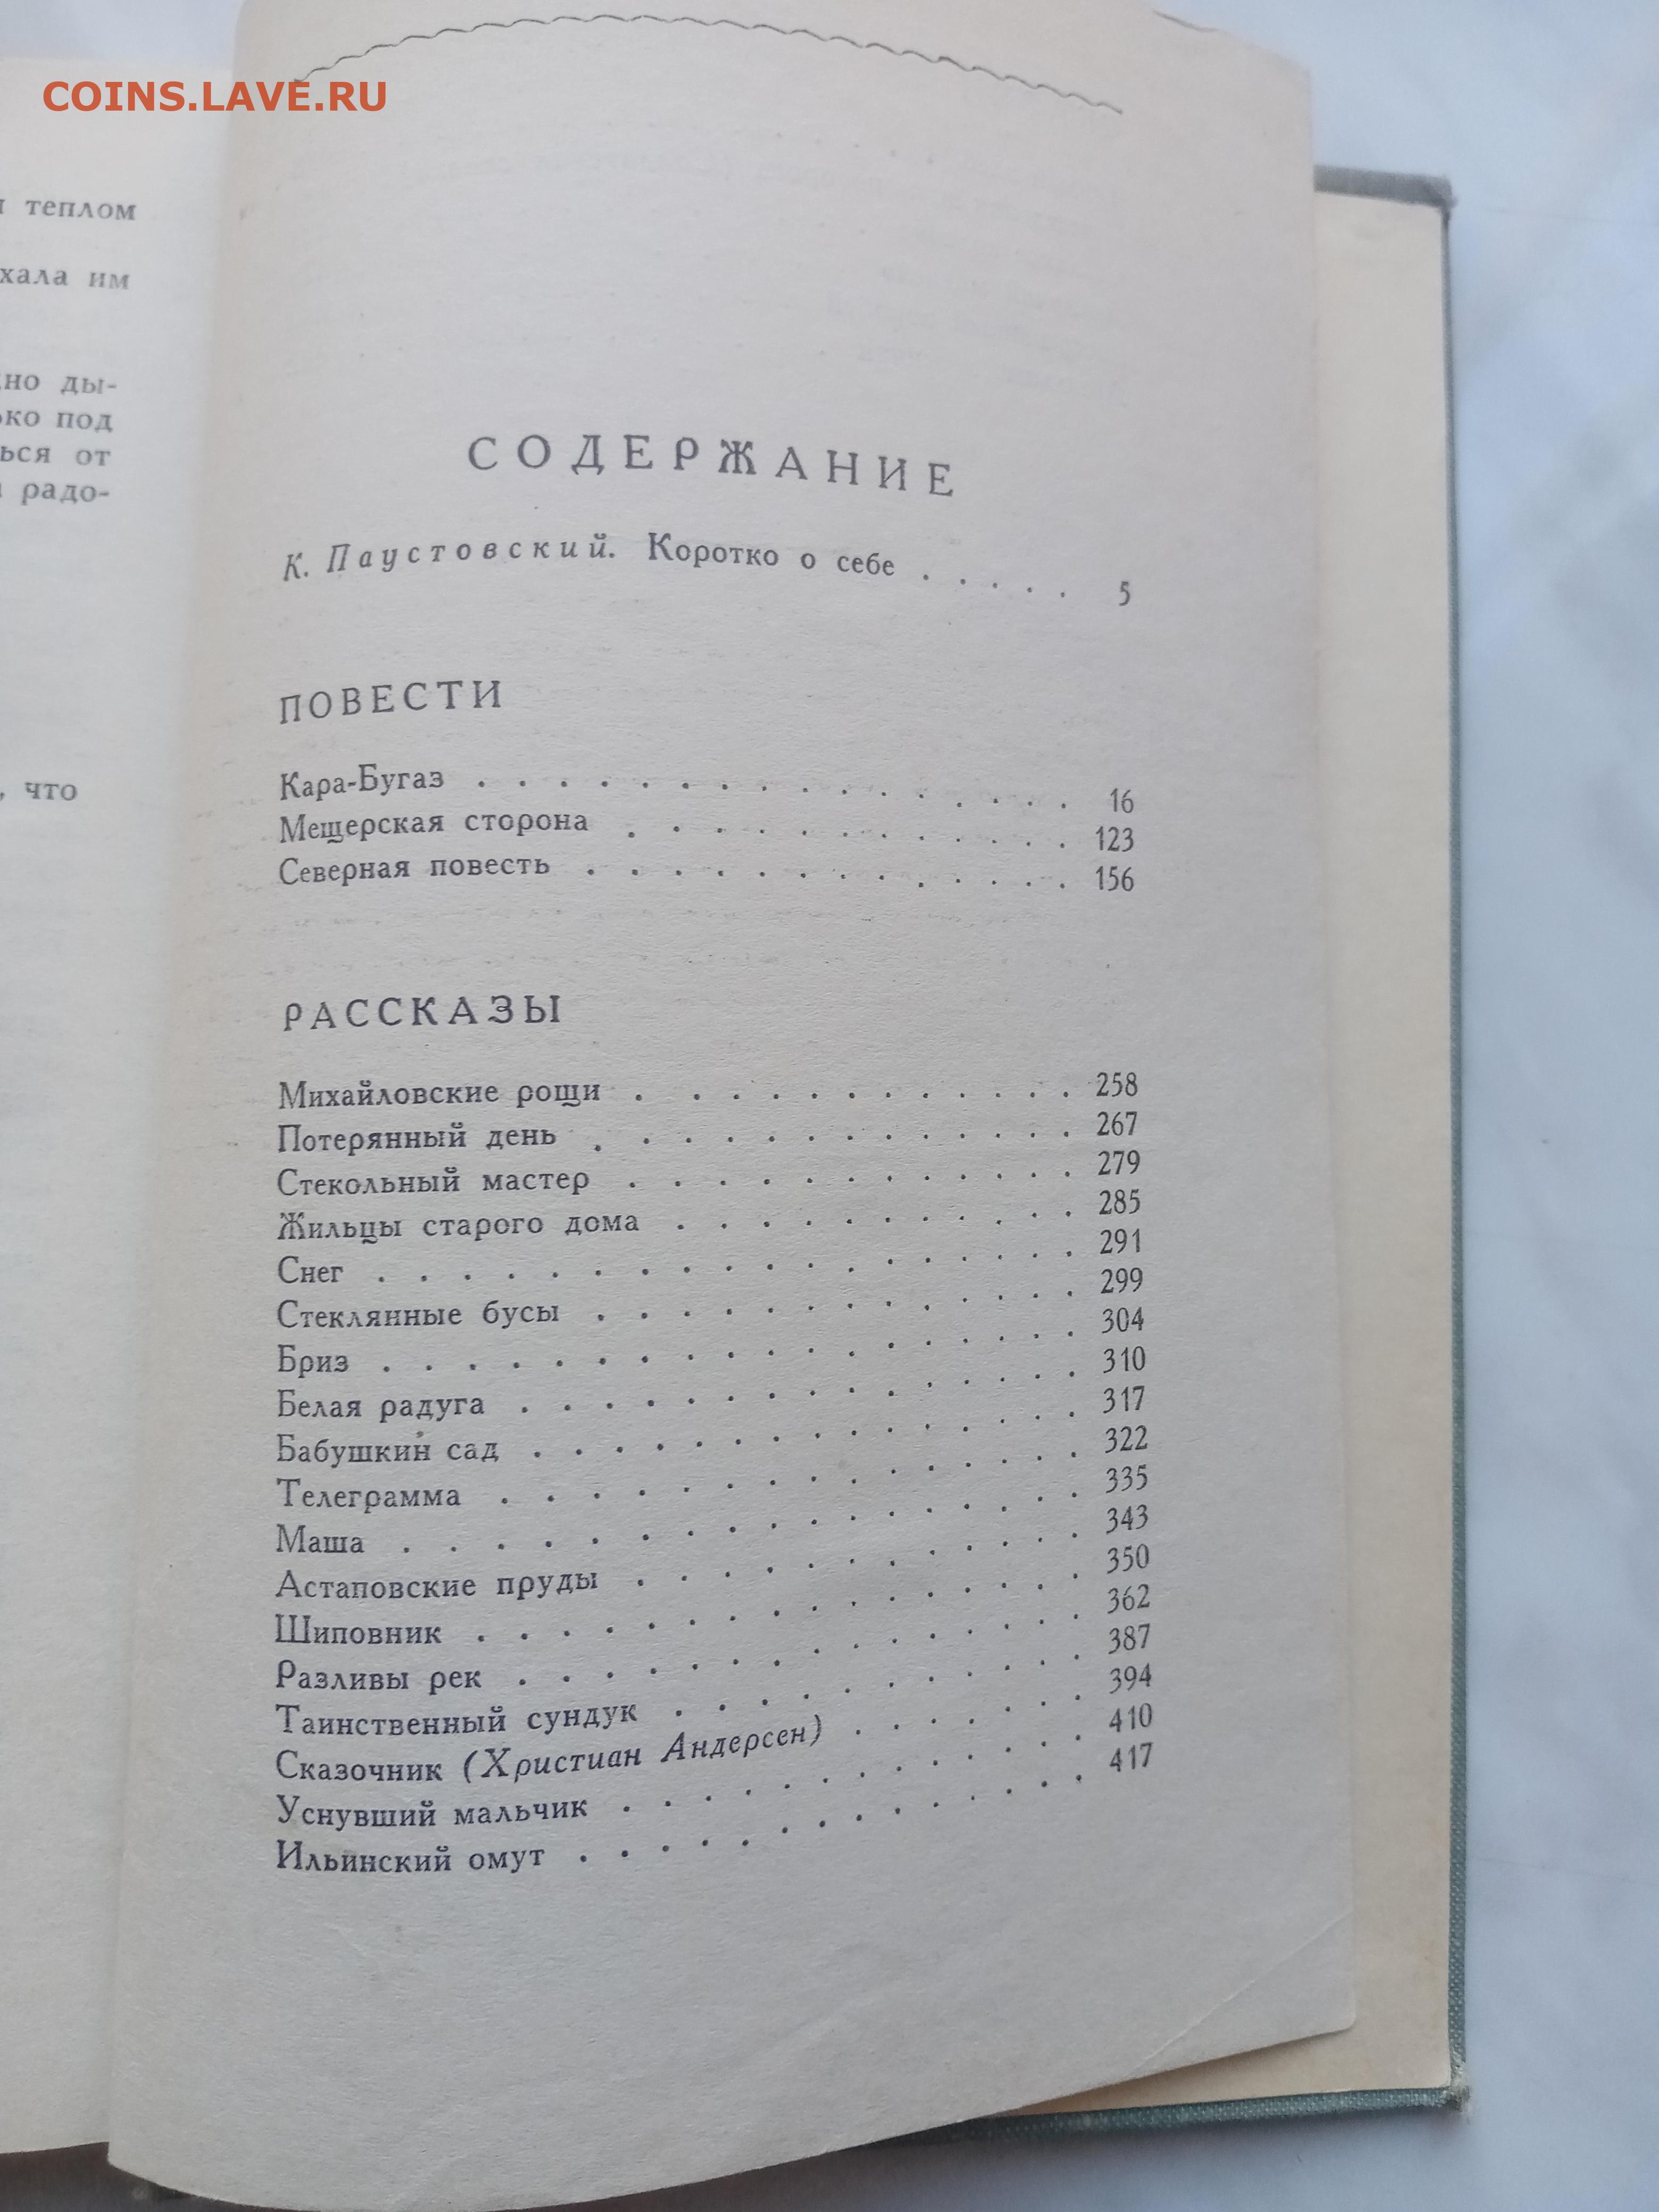 COINS.LAVE.RU
теплом
хала им
но ды-
ко под
ься от
радо-
, что
СОДЕРЖАНИЕ
К. Паустовский. Коротко о себе . . . . . 5
ПОВЕСТИ
Кара-Бугаз . . . . . . . . . . . . . . . 16
Мещерская сторона . . . . . . . . . . . 123
Северная повесть . . . . . . . . . . . . 156
РАССКАЗЫ
Михайловские рощи . . . . . . . . . . . 258
Потерянный день . . . . . . . . . . . . 267
Стекольный мастер . . . . . . . . . . . 279
Жильцы старого дома . . . . . . . . . . 285
Снег . . . . . . . . . . . . . . . . . 291
Стеклянные бусы . . . . . . . . . . . . 299
Бриз . . . . . . . . . . . . . . . . . 304
Белая радуга . . . . . . . . . . . . . 310
Бабушкин сад . . . . . . . . . . . . . 317
Телеграмма . . . . . . . . . . . . . . 322
Маша . . . . . . . . . . . . . . . . . 335
Астаповские пруды . . . . . . . . . . . 343
Шиповник . . . . . . . . . . . . . . . 350
Разливы рек . . . . . . . . . . . . . . 362
Таинственный сундук . . . . . . . . . . 387
Сказочник (Христиан Андерсен) . . . . . 394
Уснувший мальчик . . . . . . . . . . . 410
Ильинский омут . . . . . . . . . . . . 417